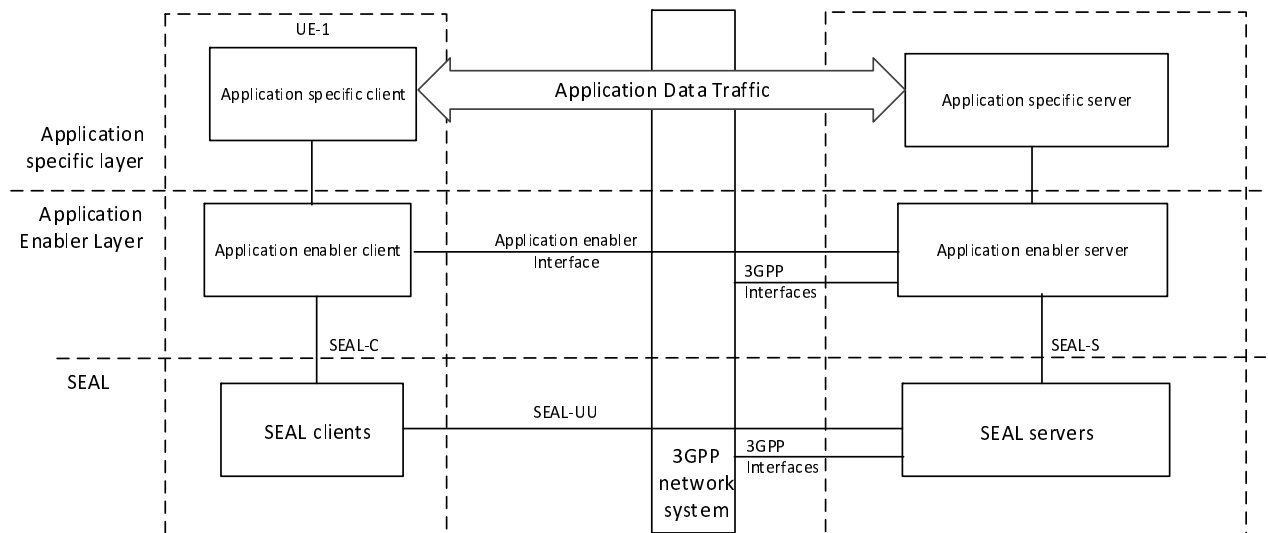 UE-1
Application specific client
Application Data Traffic
Application specific server
Application
specific layer
Application
Enabler Layer
Application enabler client
Application enabler
Interface
Application enabler server
3GPP
Interfaces
SEAL-C
SEAL-S
SEAL
SEAL clients
SEAL-UU
SEAL servers
3GPP
Interfaces
3GPP
network
system